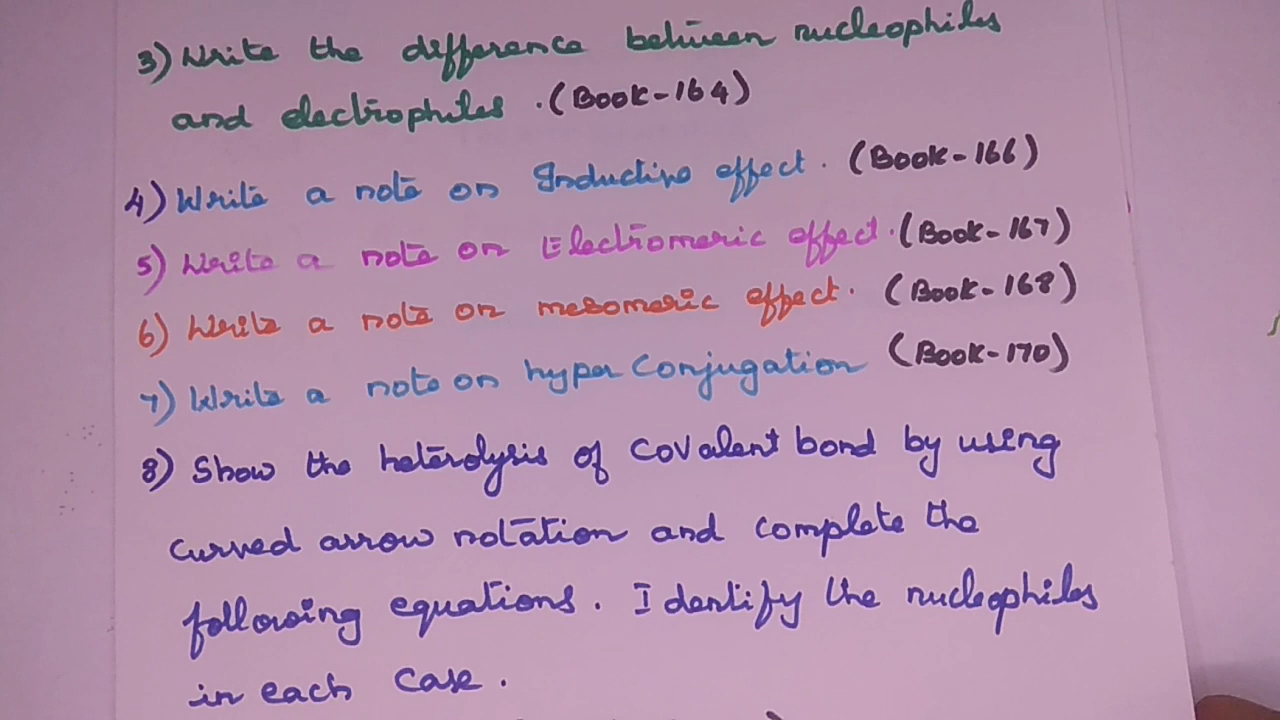 3) Write the difference between nucleophiles
and electrophiles. (Book-164)
4) Write a note on Inductive effect. (Book-166)
5) Write a note on Electromeric effect. (Book-167)
6) Write a note on mesomeric effect. (Book-168)
7) Write a note on hyper Conjugation (Book-170)
8) Show the heterolysis of covalent bond by using
curved arrow notation and complete the
following equations. Identify the nucleophiles
in each case.